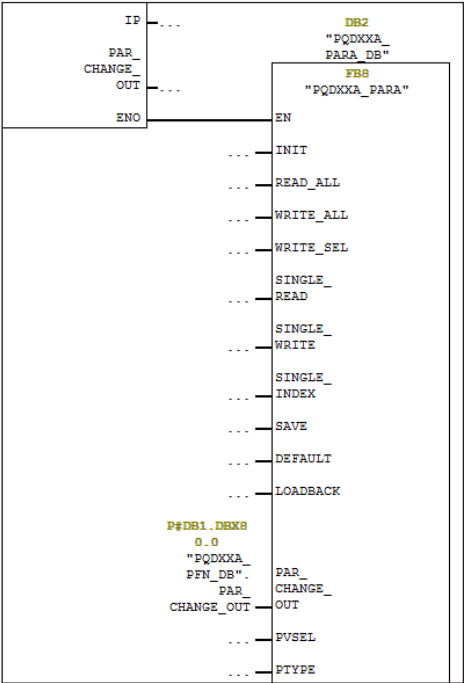 IP ...
DB2
"PQDXXA_
PARA_DB"
PAR_
CHANGE_
OUT ...
FB8
"PQDXXA_PARA"
ENO
EN
... INIT
... READ_ALL
... WRITE_ALL
... WRITE_SEL
SINGLE_
... READ
SINGLE_
... WRITE
SINGLE_
... INDEX
... SAVE
... DEFAULT
... LOADBACK
P#DB1.DBX8
0.0
"PQDXXA_
PFN_DB".
PAR_
CHANGE_OUT
PAR_
CHANGE_
OUT
... PVSEL
... PTYPE